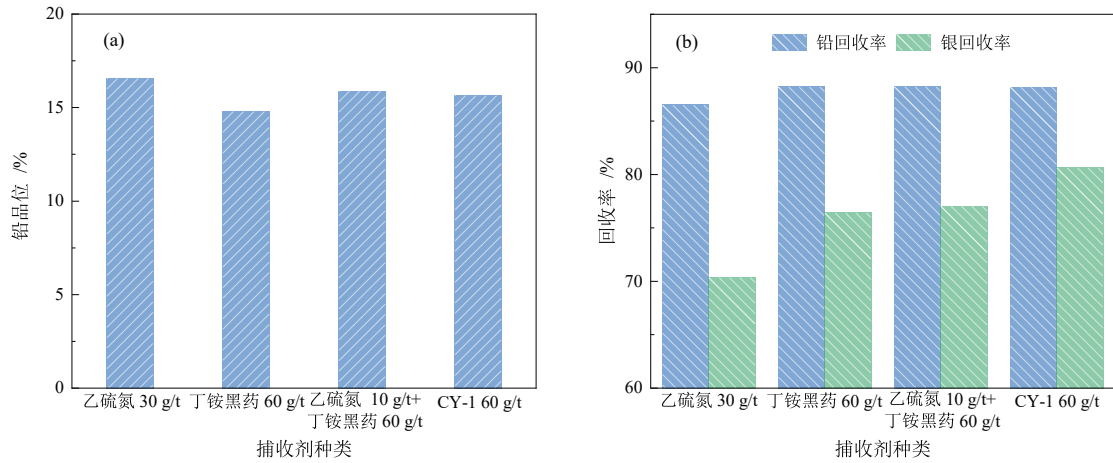 20
(a)
15
10
5
0
铅品位 /%
乙硫氮 30 g/t
丁铵黑药 60 g/t
乙硫氮 10 g/t+
丁铵黑药 60 g/t
CY-1 60 g/t
捕收剂种类
(b)
铅回收率
银回收率
90
80
70
60
回收率 /%
乙硫氮 30 g/t
丁铵黑药 60 g/t
乙硫氮 10 g/t+
丁铵黑药 60 g/t
CY-1 60 g/t
捕收剂种类